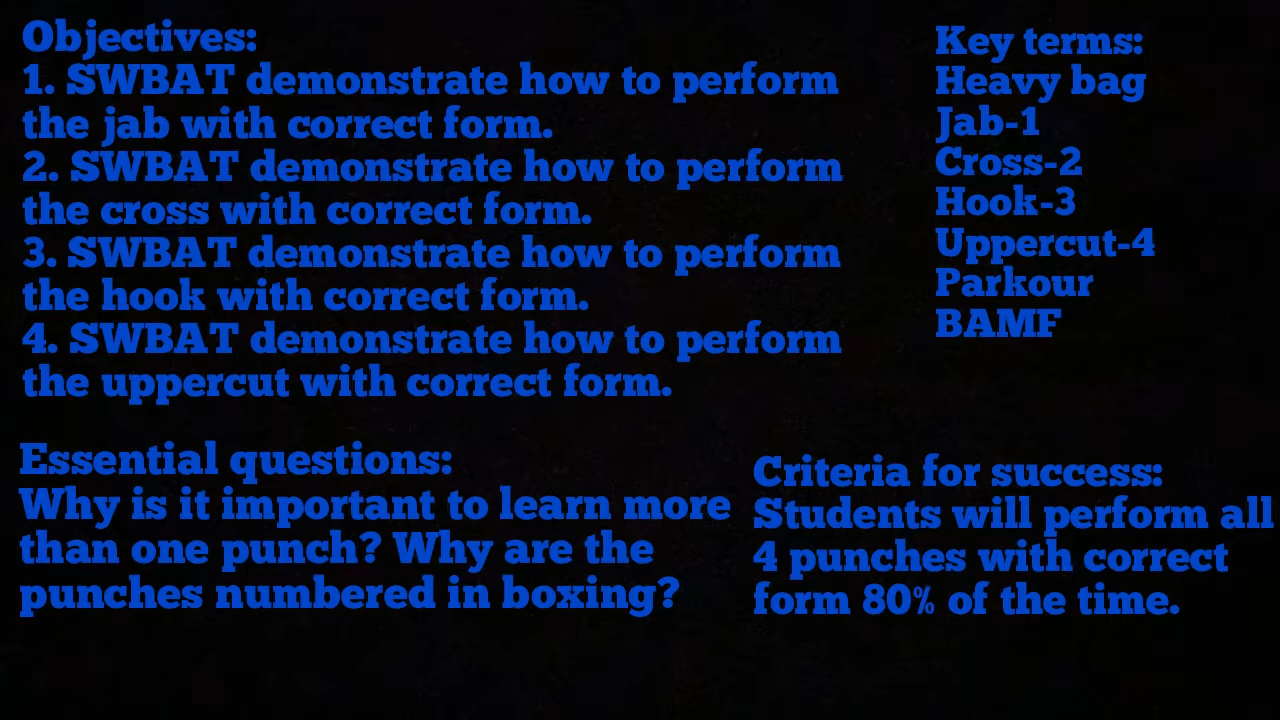 Objectives:
1. SWBAT demonstrate how to perform
the jab with correct form.
2. SWBAT demonstrate how to perform
the cross with correct form.
3. SWBAT demonstrate how to perform
the hook with correct form.
4. SWBAT demonstrate how to perform
the uppercut with correct form.
Key terms:
Heavy bag
Jab-1
Cross-2
Hook-3
Uppercut-4
Parkour
BAMF
Essential questions:
Why is it important to learn more
than one punch? Why are the
punches numbered in boxing?
Criteria for success:
Students will perform all
4 punches with correct
form 80% of the time.